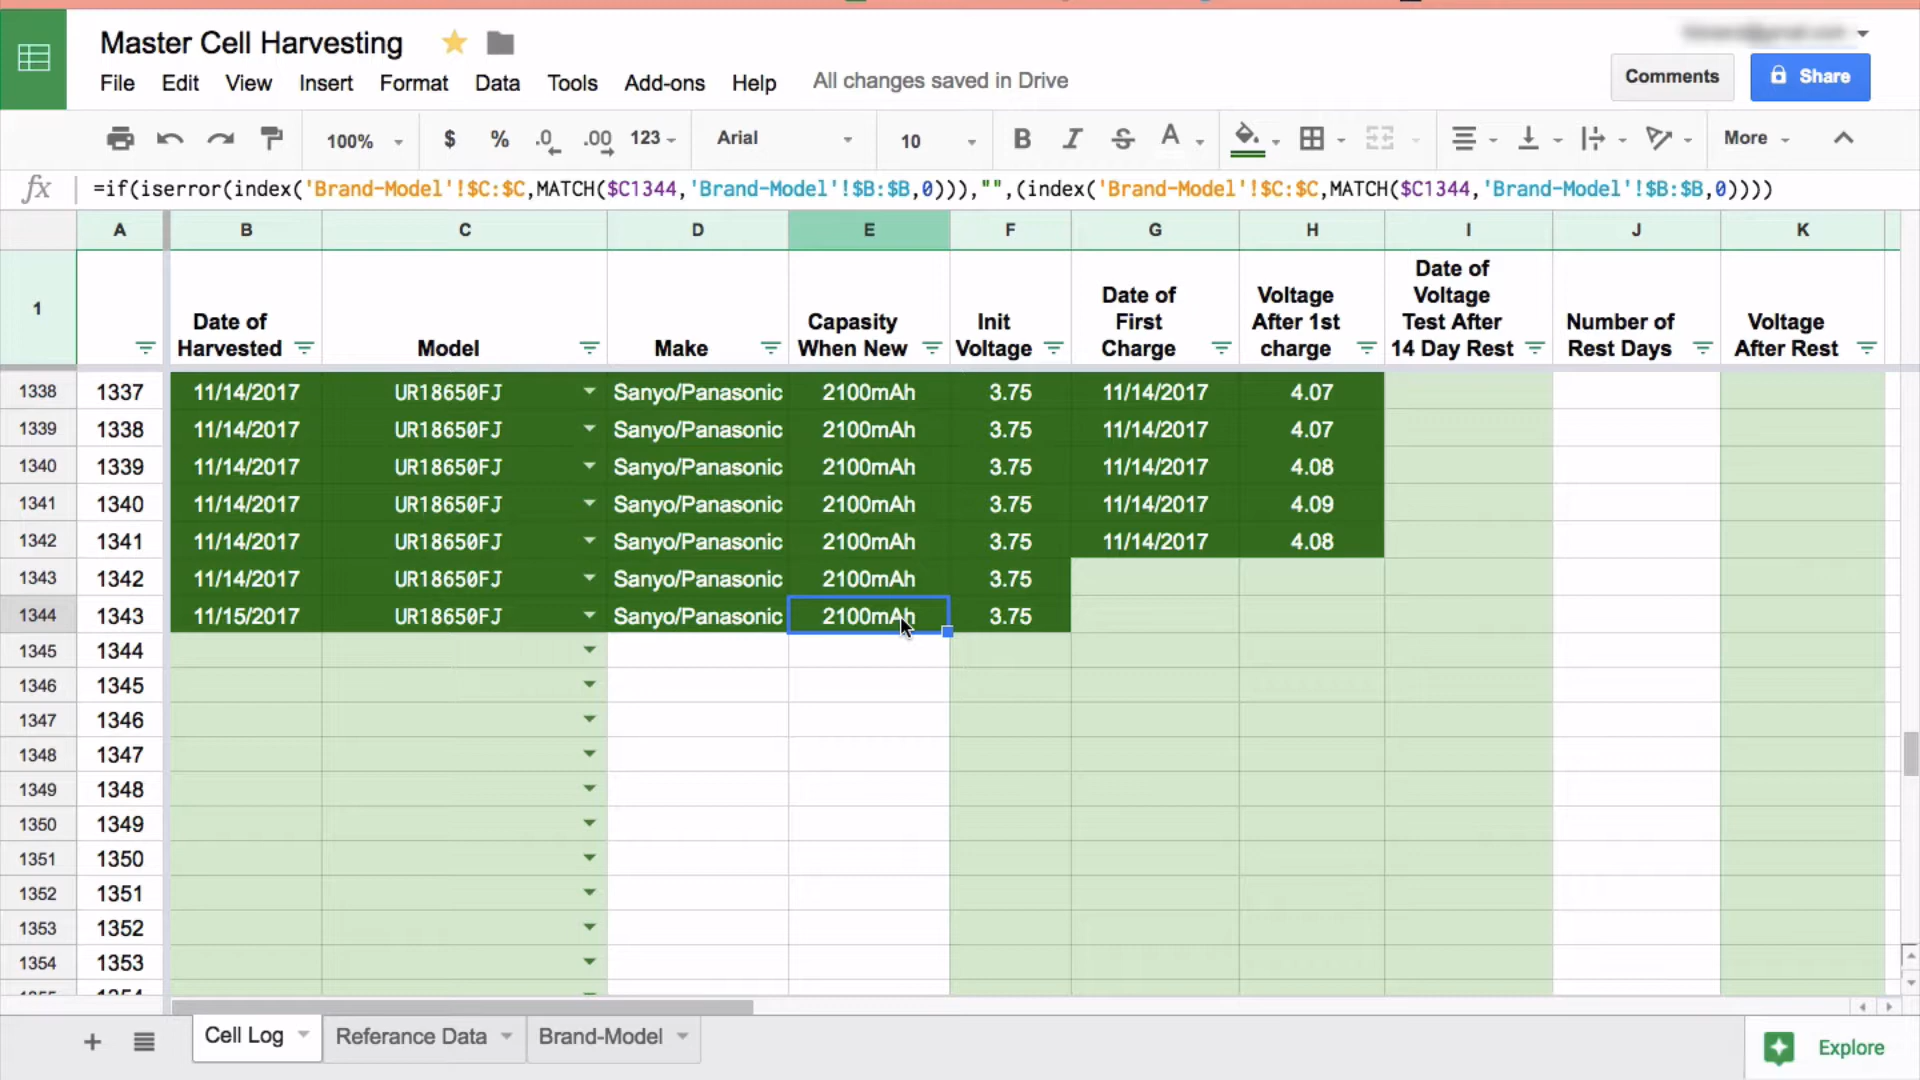 Master Cell Harvesting
File Edit View Insert Format Data Tools Add-ons Help All changes saved in Drive
Comments Share
100% $ % .0 .00 123 Arial 10 B I S A More
fx =if(iserror(index('Brand-Model'!$C:$C,MATCH($C1344,'Brand-Model'!$B:$B,0))),"",(index('Brand-Model'!$C:$C,MATCH($C1344,'Brand-Model'!$B:$B,0))))
A B C D E F G H I J K
1 Date of Harvested Model Make Capasity When New Init Voltage Date of First Charge Voltage After 1st charge Date of Voltage Test After 14 Day Rest Number of Rest Days Voltage After Rest
1338 1337 11/14/2017 UR18650FJ Sanyo/Panasonic 2100mAh 3.75 11/14/2017 4.07
1339 1338 11/14/2017 UR18650FJ Sanyo/Panasonic 2100mAh 3.75 11/14/2017 4.07
1340 1339 11/14/2017 UR18650FJ Sanyo/Panasonic 2100mAh 3.75 11/14/2017 4.08
1341 1340 11/14/2017 UR18650FJ Sanyo/Panasonic 2100mAh 3.75 11/14/2017 4.09
1342 1341 11/14/2017 UR18650FJ Sanyo/Panasonic 2100mAh 3.75 11/14/2017 4.08
1343 1342 11/14/2017 UR18650FJ Sanyo/Panasonic 2100mAh 3.75
1344 1343 11/15/2017 UR18650FJ Sanyo/Panasonic 2100mAh 3.75
1345 1344
1346 1345
1347 1346
1348 1347
1349 1348
1350 1349
1351 1350
1352 1351
1353 1352
1354 1353
Cell Log Referance Data Brand-Model Explore